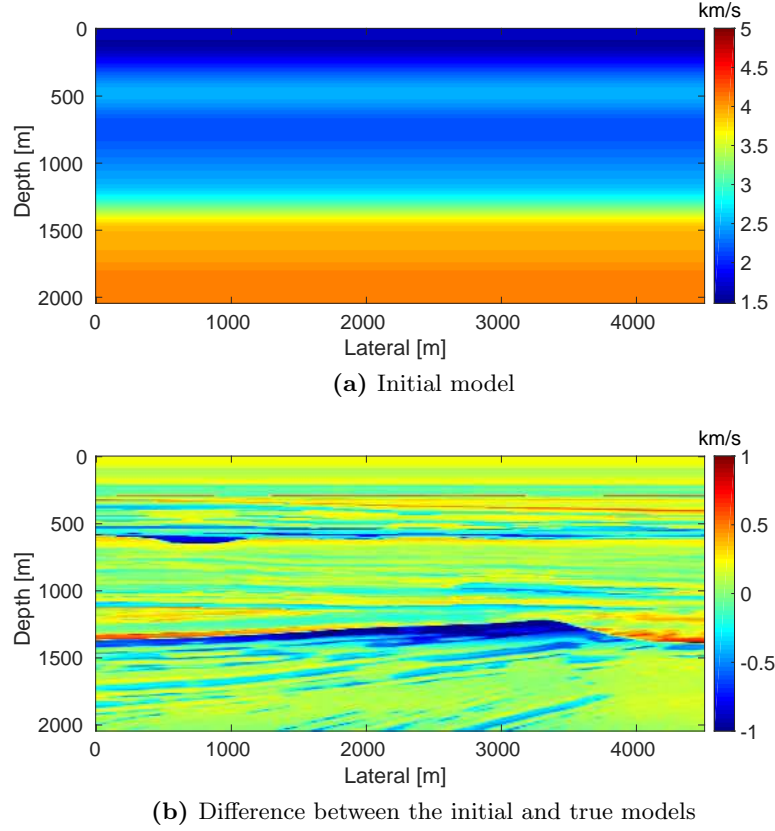 km/s
0
500
1000
1500
2000
Depth [m]
0 1000 2000 3000 4000
Lateral [m]
5
4.5
4
3.5
3
2.5
2
1.5
(a) Initial model
km/s
0
500
1000
1500
2000
Depth [m]
0 1000 2000 3000 4000
Lateral [m]
1
0.5
0
-0.5
-1
(b) Difference between the initial and true models